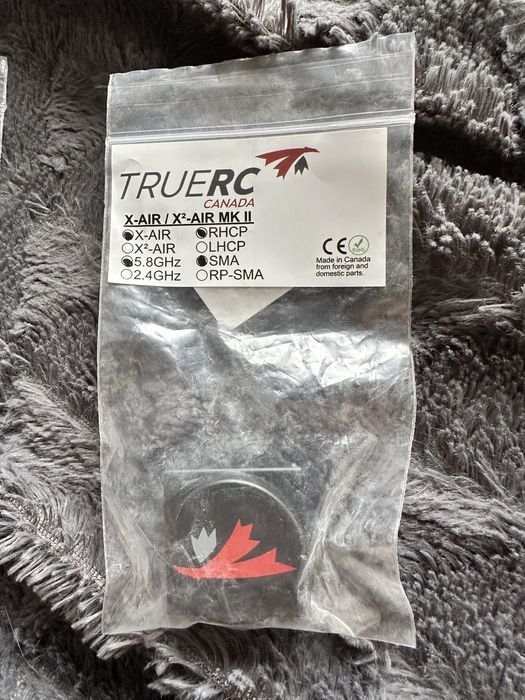 TRUERC
CANADA
X-AIR / X²-AIR MK II
X-AIR RHCP
X²-AIR LHCP
5.8GHz SMA
2.4GHz RP-SMA
CE RoHS
Made in Canada
from foreign and
domestic parts.